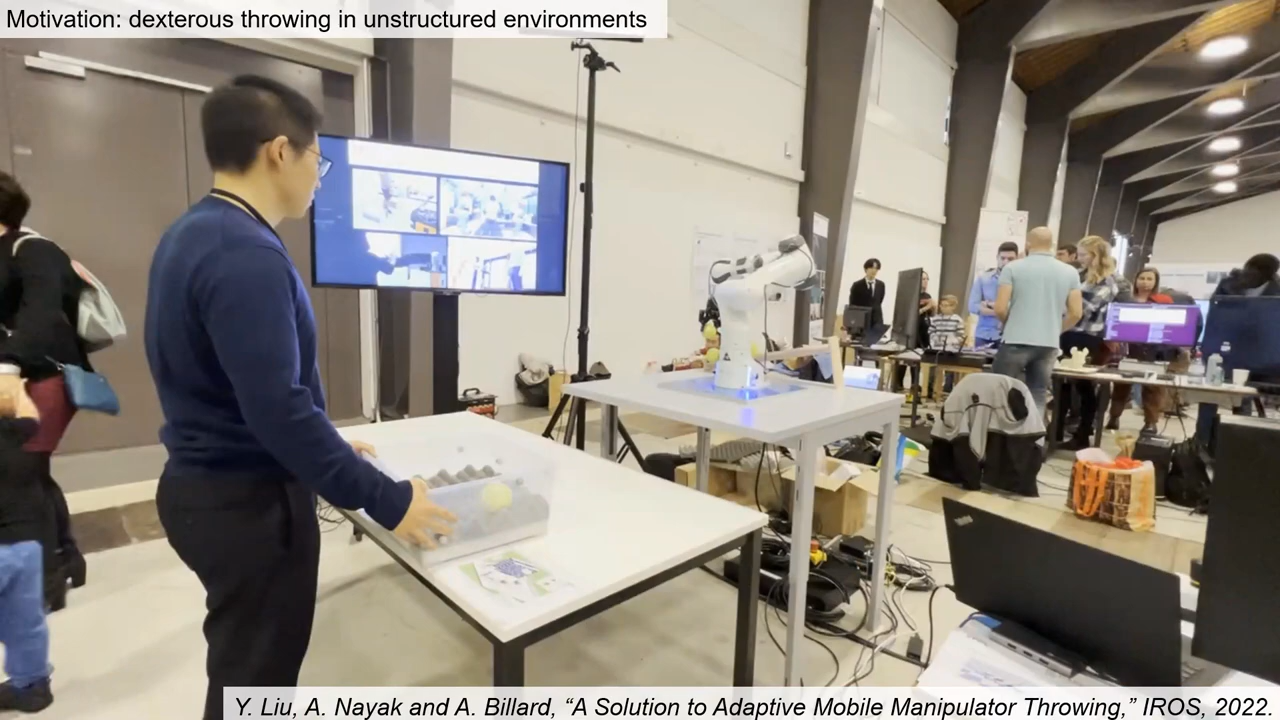 Motivation: dexterous throwing in unstructured environments
Y. Liu, A. Nayak and A. Billard, “A Solution to Adaptive Mobile Manipulator Throwing,” IROS, 2022.